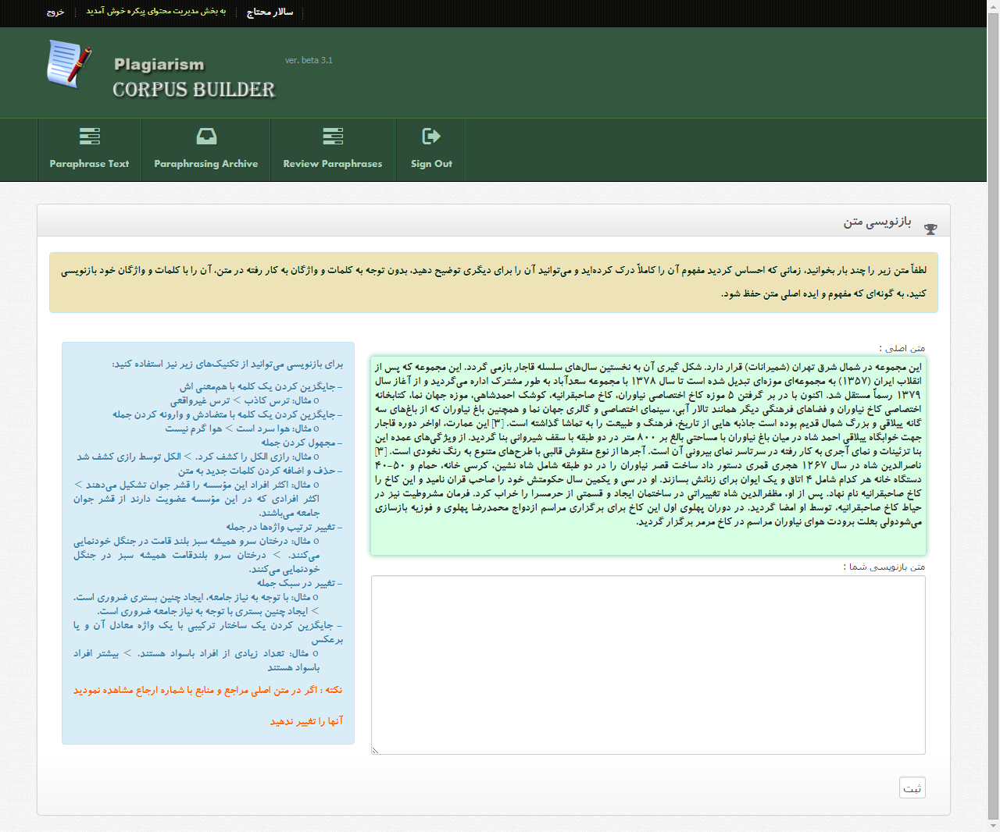 سالار محتاج
به بخش مدیریت محتوای پیکره خوش آمدید
خروج
Plagiarism
CORPUS BUILDER
ver. beta 3.1
Paraphrase Text
Paraphrasing Archive
Review Paraphrases
Sign Out
بازنویسی متن
لطفاً متن زیر را چند بار بخوانید، زمانی که احساس کردید مفهوم آن را کاملاً درک کرده‌اید و می‌توانید آن را برای دیگری توضیح دهید، بدون توجه به کلمات و واژگان به کار رفته در متن، آن را با کلمات و واژگان خود بازنویسی
کنید، به گونه‌ای که مفهوم و ایده اصلی متن حفظ شود.
متن اصلی :
این مجموعه در شمال شرق تهران (شمیرانات) قرار دارد. شکل گیری آن به نخستین سال‌های سلسله قاجار بازمی گردد. این مجموعه که پس از
انقلاب ایران (۱۳۵۷) به مجموعه‌ای موزه‌ای تبدیل شده است تا سال ۱۳۷۸ با مجموعه سعدآباد به طور مشترک اداره می‌گردید و از آغاز سال
۱۳۷۹ رسماً مستقل شد. اکنون با در بر گرفتن ۵ موزه کاخ اختصاصی نیاوران، کاخ صاحبقرانیه، کوشک احمدشاهی، موزه جهان نما، کتابخانه
اختصاصی کاخ نیاوران و فضاهای فرهنگی دیگر همانند تالار آبی، سینمای اختصاصی و گالری جهان نما و همچنین باغ نیاوران که از باغ‌های سه
گانه ییلاقی و بزرگ شمال قدیم بوده است جاذبه هایی از تاریخ، فرهنگ و طبیعت را به تماشا گذاشته است. [۳] این عمارت، اواخر دوره قاجار
جهت خوابگاه ییلاقی احمد شاه در میان باغ نیاوران با مساحتی بالغ بر ۸۰۰ متر در دو طبقه با سقف شیروانی بنا گردید. از ویژگی‌های عمده این
بنا تزئینات و نمای آجری به کار رفته در سرتاسر نمای بیرونی آن است. آجرها از نوع منقوش قالبی با طرح‌های متنوع به رنگ نخودی است. [۳]
ناصرالدین شاه در سال ۱۲۶۷ هجری قمری دستور داد ساخت قصر نیاوران را در دو طبقه شامل شاه نشین، کرسی خانه، حمام و ۵۰-۴۰
دستگاه خانه هر کدام شامل ۴ اتاق و یک ایوان برای زنانش بسازند. او در سی و یکمین سال حکومتش خود را صاحب قران نامید و این کاخ را
کاخ صاحبقرانیه نام نهاد. پس از او، مظفرالدین شاه تغییراتی در ساختمان ایجاد و قسمتی از حرمسرا را خراب کرد. فرمان مشروطیت نیز در
حیاط کاخ صاحبقرانیه، توسط او امضا گردید. در دوران پهلوی اول این کاخ برای برگزاری مراسم ازدواج محمدرضا پهلوی و فوزیه بازسازی
می‌شودولی بعلت برودت هوای نیاوران مراسم در کاخ مرمر برگزار گردید.
متن بازنویسی شما :
ثبت
برای بازنویسی می‌توانید از تکنیک‌های زیر نیز استفاده کنید:
- جایگزین کردن یک کلمه با هم‌معنی اش
o مثال: ترس کاذب > ترس غیرواقعی
- جایگزین کردن یک کلمه با متضادش و وارونه کردن جمله
o مثال: هوا سرد است > هوا گرم نیست
- مجهول کردن جمله
o مثال: رازی الکل را کشف کرد. > الکل توسط رازی کشف شد
- حذف و اضافه کردن کلمات جدید به متن
o مثال: اکثر افراد این مؤسسه را قشر جوان تشکیل می‌دهند >
اکثر افرادی که در این مؤسسه عضویت دارند از قشر جوان
جامعه می‌باشند.
- تغییر ترتیب واژه‌ها در جمله
o مثال: درختان سرو همیشه سبز بلند قامت در جنگل خودنمایی
می‌کنند. > درختان سرو بلندقامت همیشه سبز در جنگل
خودنمایی می‌کنند.
- تغییر در سبک جمله
o مثال: با توجه به نیاز جامعه، ایجاد چنین بستری ضروری است.
> ایجاد چنین بستری با توجه به نیاز جامعه ضروری است.
- جایگزین کردن یک ساختار ترکیبی با یک واژه معادل آن و یا
برعکس
o مثال: تعداد زیادی از افراد باسواد هستند. > بیشتر افراد
باسواد هستند
نکته : اگر در متن اصلی مراجع و منابع با شماره ارجاع مشاهده نمودید
آنها را تغییر ندهید